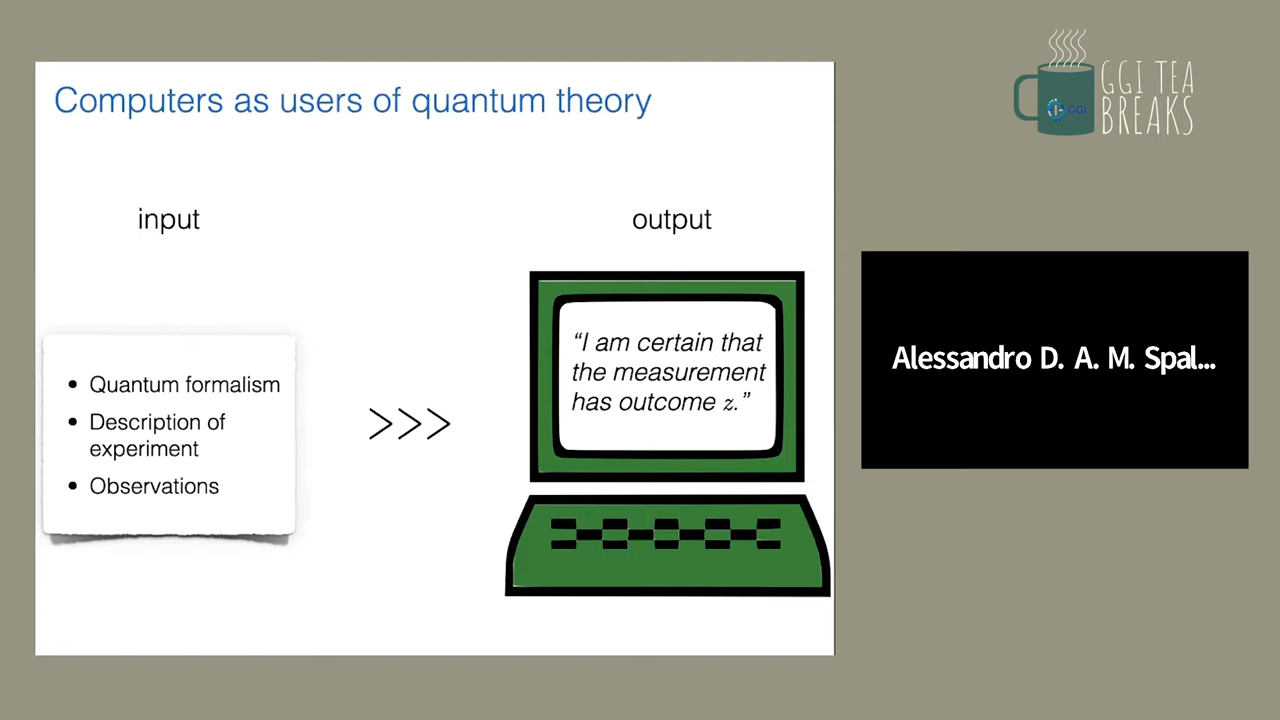 Computers as users of quantum theory
input
output
• Quantum formalism
• Description of
experiment
• Observations
>>>
“I am certain that
the measurement
has outcome z.”
GGI TEA
BREAKS
GGI
Alessandro D. A. M. Spal...